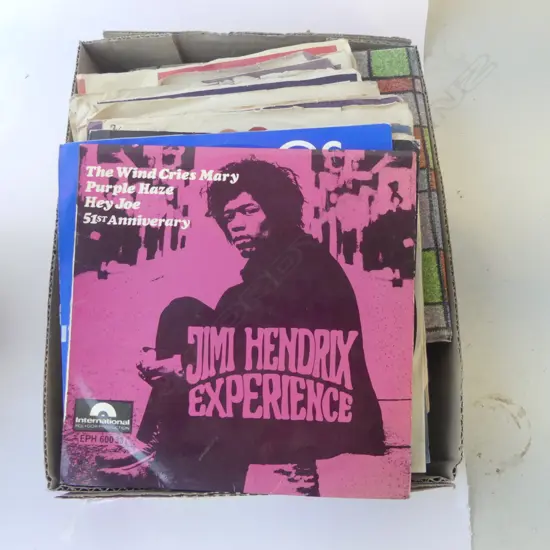 The Wind Cries Mary
Purple Haze
Hey Joe
51ST Anniverary
JIMI HENDRIX
EXPERIENCE
International